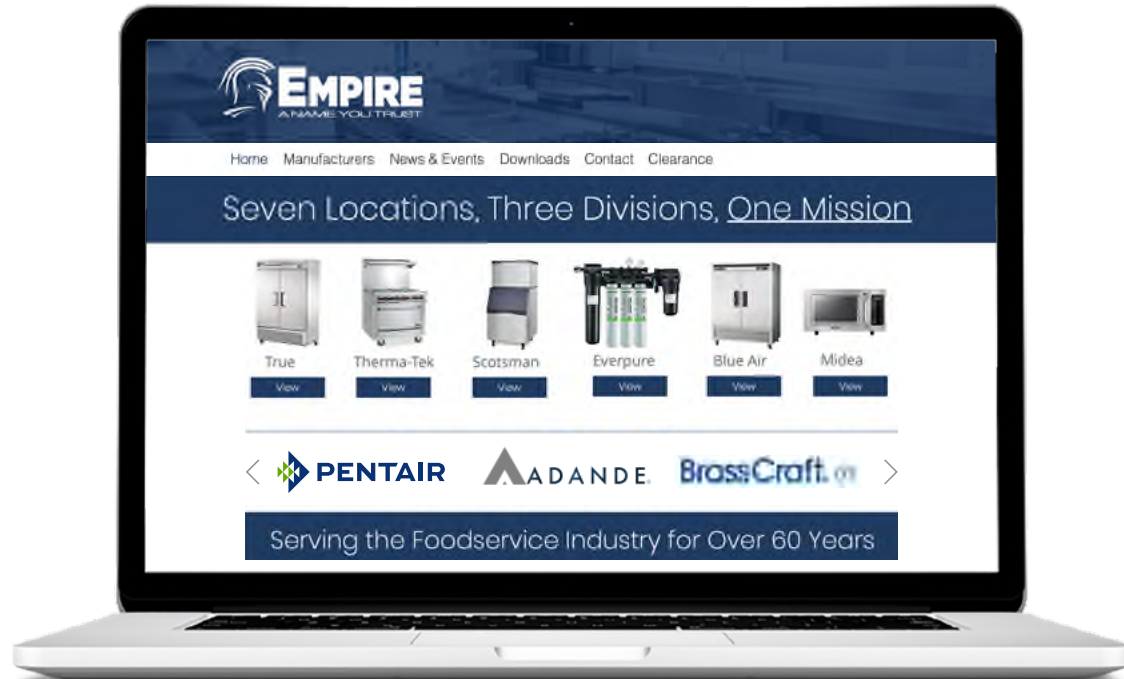 EMPIRE
A NAME YOU TRUST
Home Manufacturers News & Events Downloads Contact Clearance
Seven Locations, Three Divisions, One Mission
True Therma-Tek Scotsman Everpure Blue Air Midea
View View View View View View
PENTAIR ADANDE BrassCraft
Serving the Foodservice Industry for Over 60 Years